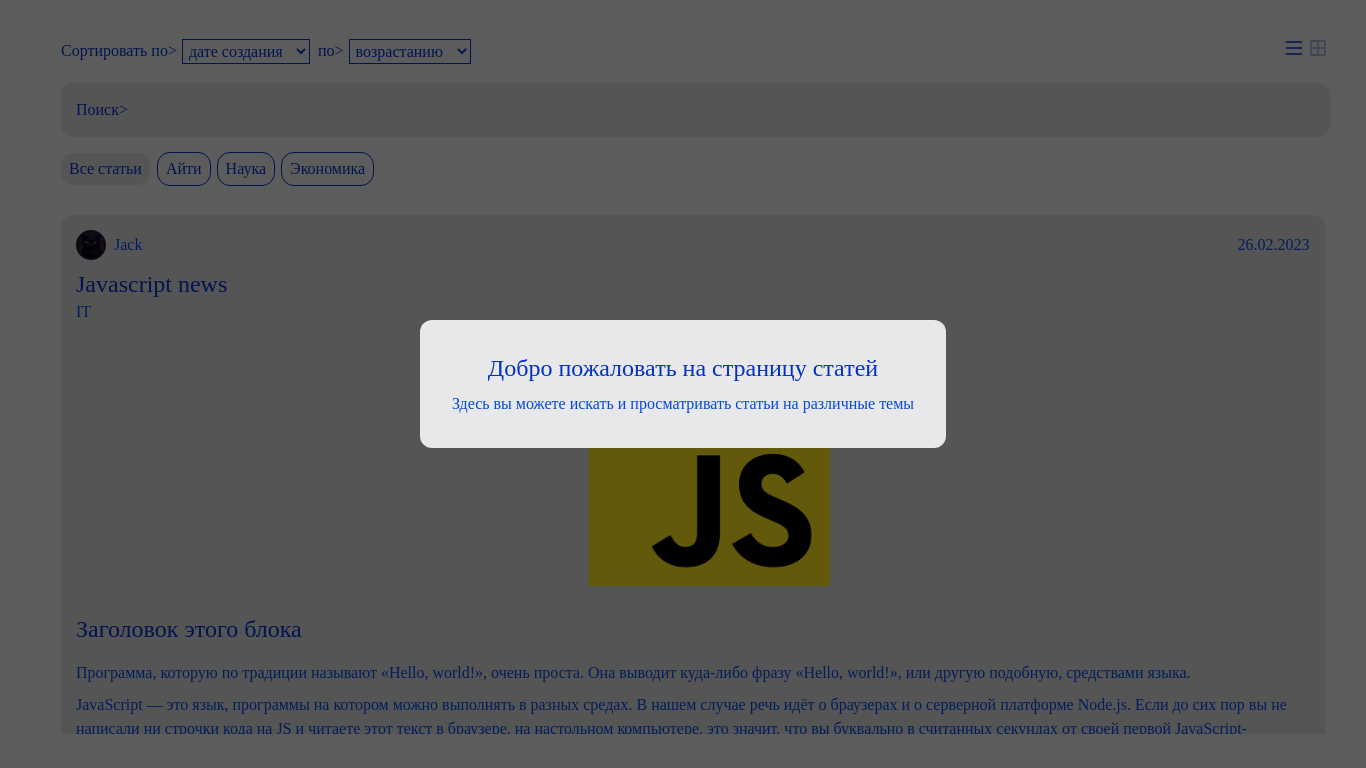 Сортировать по> дате создания по> возрастанию
Поиск>
Все статьи Айти Наука Экономика
Jack 26.02.2023
Javascript news
IT
Добро пожаловать на страницу статей
Здесь вы можете искать и просматривать статьи на различные темы
JS
Заголовок этого блока
Программа, которую по традиции называют «Hello, world!», очень проста. Она выводит куда-либо фразу «Hello, world!», или другую подобную, средствами языка.
JavaScript — это язык, программы на котором можно выполнять в разных средах. В нашем случае речь идёт о браузерах и о серверной платформе Node.js. Если до сих пор вы не
написали ни строчки кода на JS и читаете этот текст в браузере, на настольном компьютере, это значит, что вы буквально в считанных секундах от своей первой JavaScript-